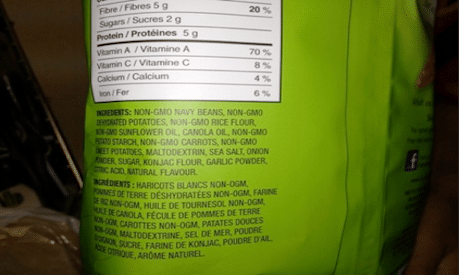 Fibre / Fibres 5 g 20 %
Sugars / Sucres 2 g
Protein / Protéines 5 g
Vitamin A / Vitamine A 70 %
Vitamin C / Vitamine C 8 %
Calcium / Calcium 4 %
Iron / Fer 6 %
INGREDIENTS: NON-GMO NAVY BEANS, NON-GMO
DEHYDRATED POTATOES, NON-GMO RICE FLOUR,
NON-GMO SUNFLOWER OIL, CANOLA OIL, NON-GMO
POTATO STARCH, NON-GMO CARROTS, NON-GMO
SWEET POTATOES, MALTODEXTRIN, SEA SALT, ONION
POWDER, SUGAR, KONJAC FLOUR, GARLIC POWDER,
CITRIC ACID, NATURAL FLAVOUR.
INGRÉDIENTS : HARICOTS BLANCS NON-OGM,
POMMES DE TERRE DÉSHYDRATÉES NON-OGM, FARINE
DE RIZ NON-OGM, HUILE DE TOURNESOL NON-OGM,
HUILE DE CANOLA, FÉCULE DE POMMES DE TERRE
NON-OGM, CAROTTES NON-OGM, PATATES DOUCES
NON-OGM, MALTODEXTRINE, SEL DE MER, POUDRE
D'OIGNON, SUCRE, FARINE DE KONJAC, POUDRE D'AIL,
ACIDE CITRIQUE, ARÔME NATUREL.